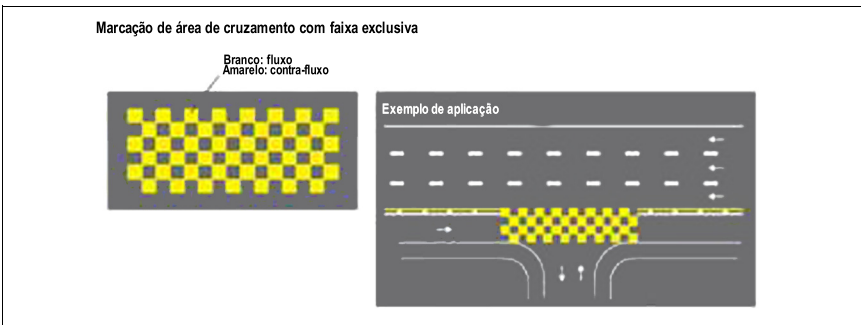 Marcação de área de cruzamento com faixa exclusiva
Branco: fluxo
Amarelo: contra-fluxo
Exemplo de aplicação